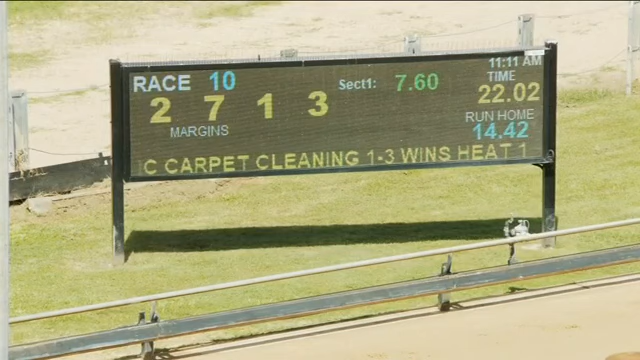 11:11 AM
RACE 10 Sect1: 7.60 TIME
2 7 1 3 22.02
MARGINS RUN HOME
14.42
C CARPET CLEANING 1-3 WINS HEAT 1